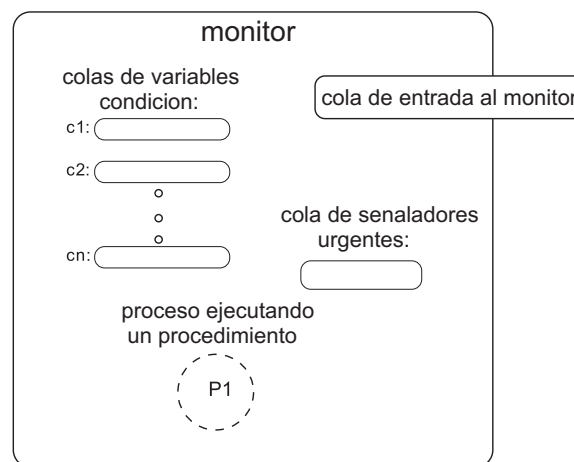 monitor
colas de variables
condicion:
cola de entrada al monitor
c1:
c2:
cola de senaladores
urgentes:
cn:
proceso ejecutando
un procedimiento
P1